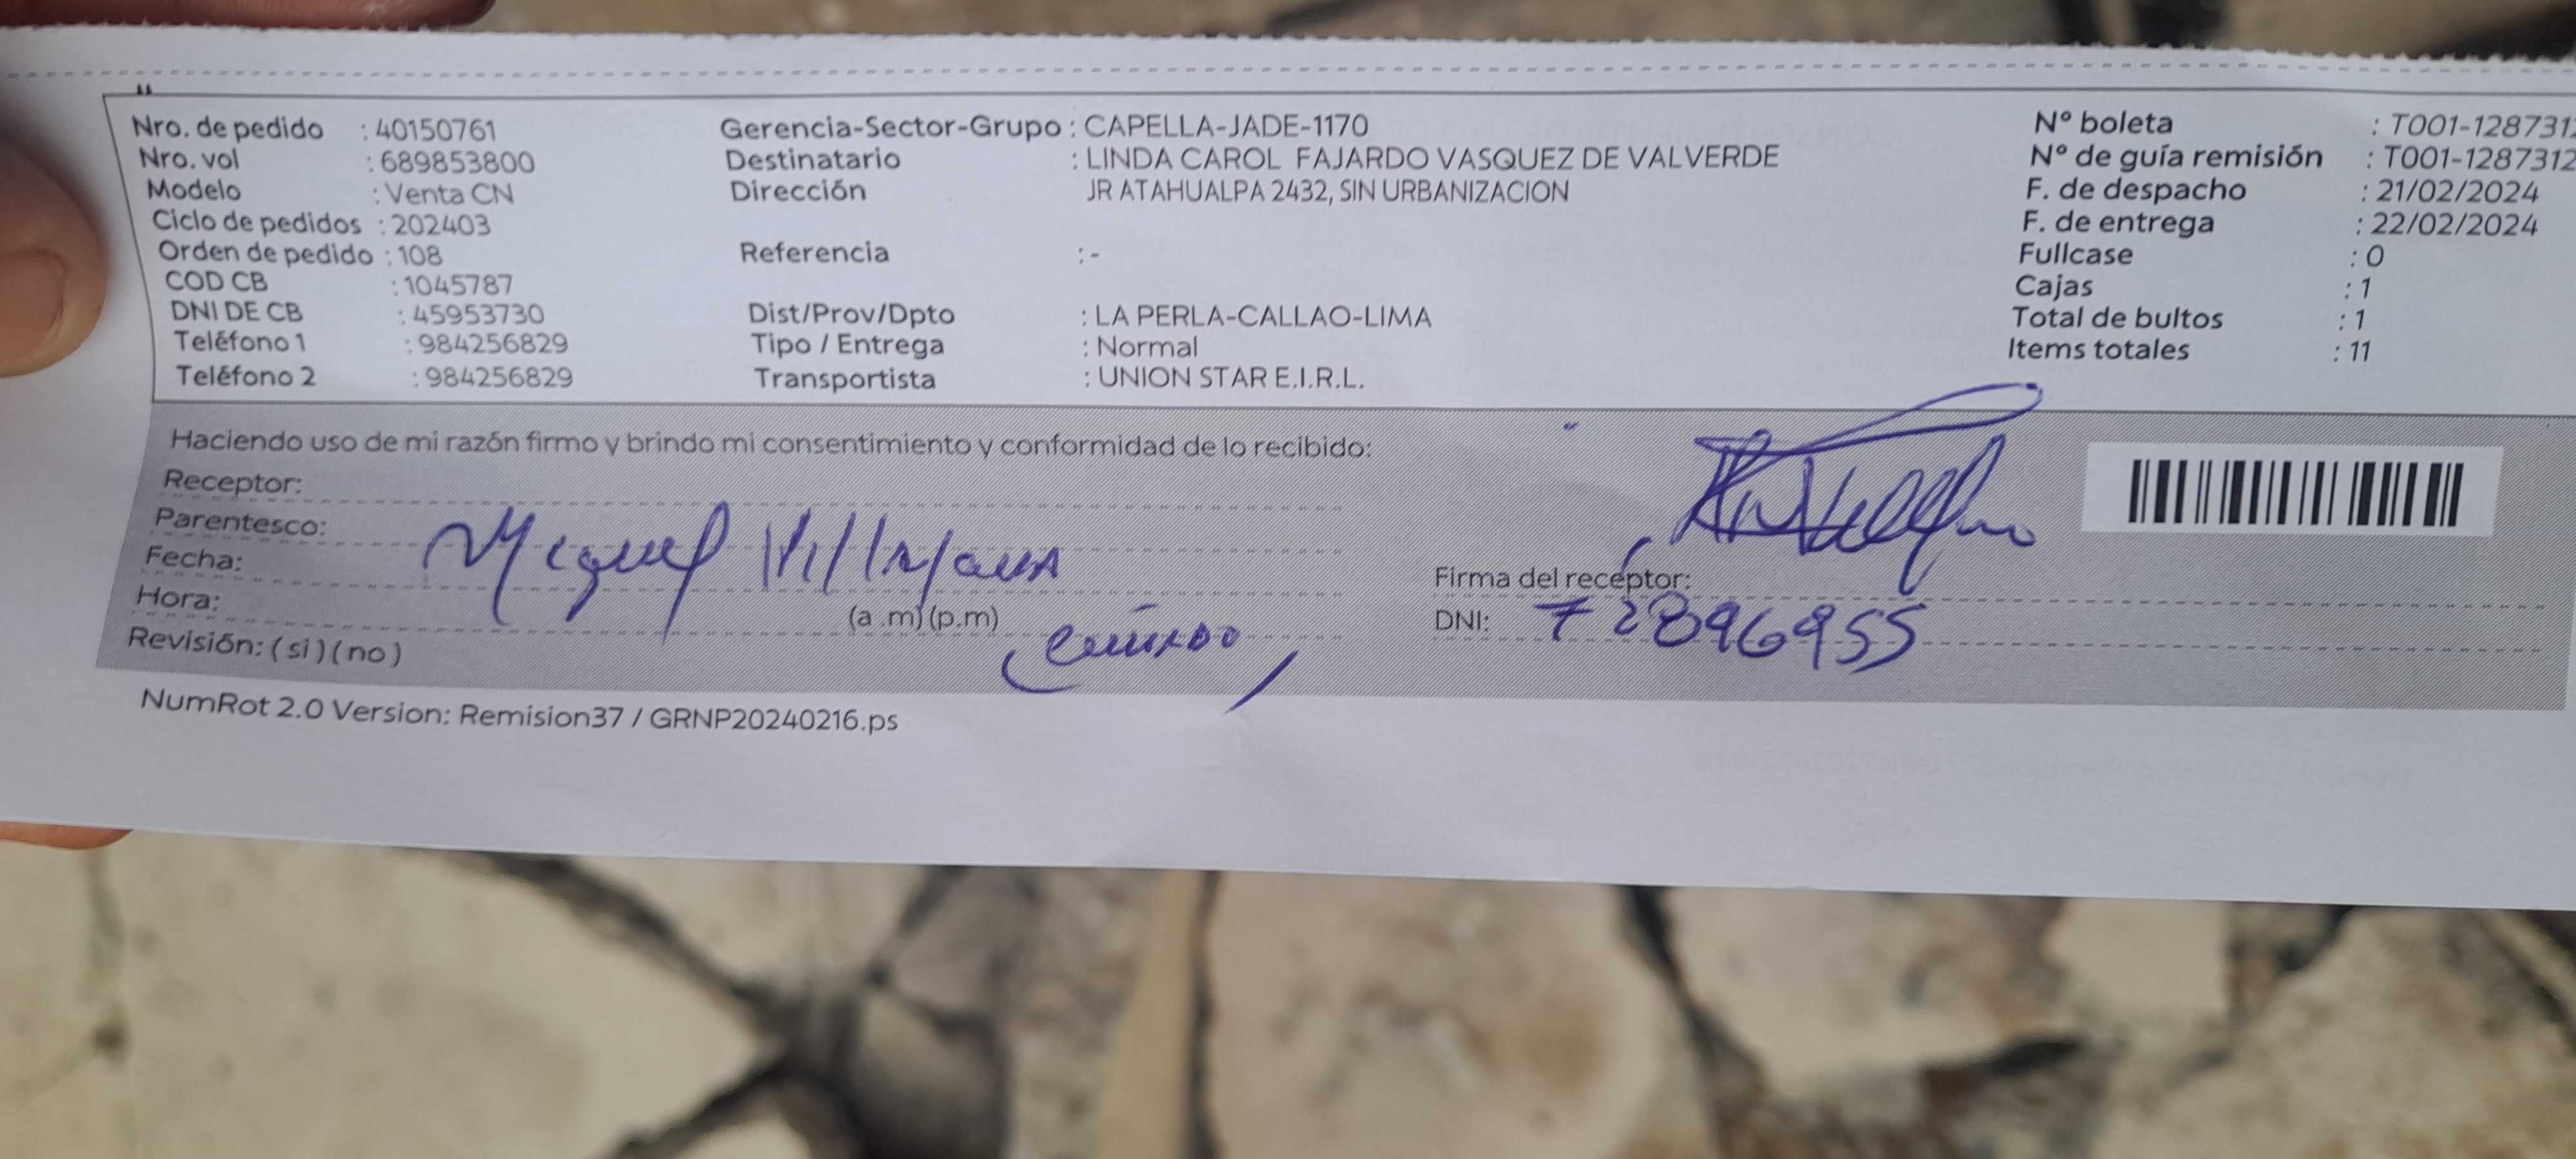 Nro. de pedido : 40150761
Nro. vol : 689853800
Modelo : Venta CN
Ciclo de pedidos : 202403
Orden de pedido : 108
COD CB : 1045787
DNI DE CB : 45953730
Teléfono 1 : 984256829
Teléfono 2 : 984256829
Gerencia-Sector-Grupo : CAPELLA-JADE-1170
Destinatario : LINDA CAROL FAJARDO VASQUEZ DE VALVERDE
Dirección JR ATAHUALPA 2432, SIN URBANIZACION
Referencia : -
Dist/Prov/Dpto : LA PERLA-CALLAO-LIMA
Tipo / Entrega : Normal
Transportista : UNION STAR E.I.R.L.
Nº boleta : T001-128731
Nº de guía remisión : T001-1287312
F. de despacho : 21/02/2024
F. de entrega : 22/02/2024
Fullcase : 0
Cajas : 1
Total de bultos : 1
Items totales : 11
Haciendo uso de mi razón firmo y brindo mi consentimiento y conformidad de lo recibido:
Receptor:
Parentesco:
Fecha:
Miguel
Hora: (a .m) (p.m)
Revisión: ( si ) ( no )
(cuñado)
Firma del receptor:
DNI: 72896955
NumRot 2.0 Version: Remision37 / GRNP20240216.ps